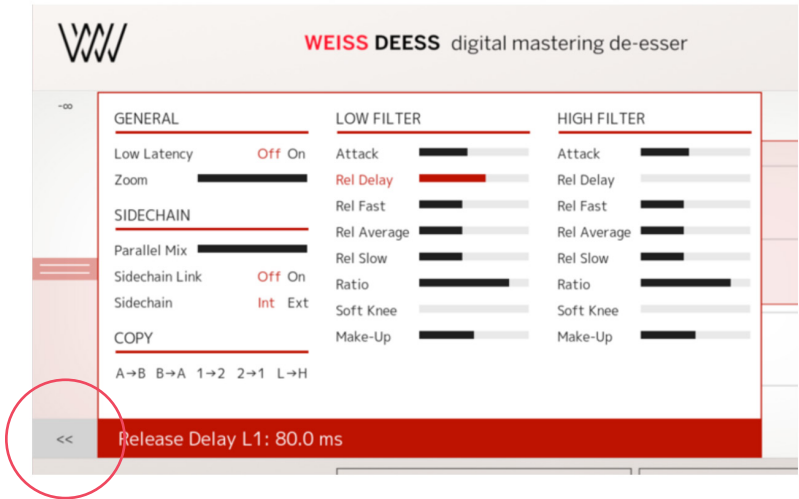 WEISS DEESS digital mastering de-esser
-∞
GENERAL
Low Latency Off On
Zoom
SIDECHAIN
Parallel Mix
Sidechain Link Off On
Sidechain Int Ext
COPY
A→B B→A 1→2 2→1 L→H
LOW FILTER
Attack
Rel Delay
Rel Fast
Rel Average
Rel Slow
Ratio
Soft Knee
Make-Up
HIGH FILTER
Attack
Rel Delay
Rel Fast
Rel Average
Rel Slow
Ratio
Soft Knee
Make-Up
<< Release Delay L1: 80.0 ms